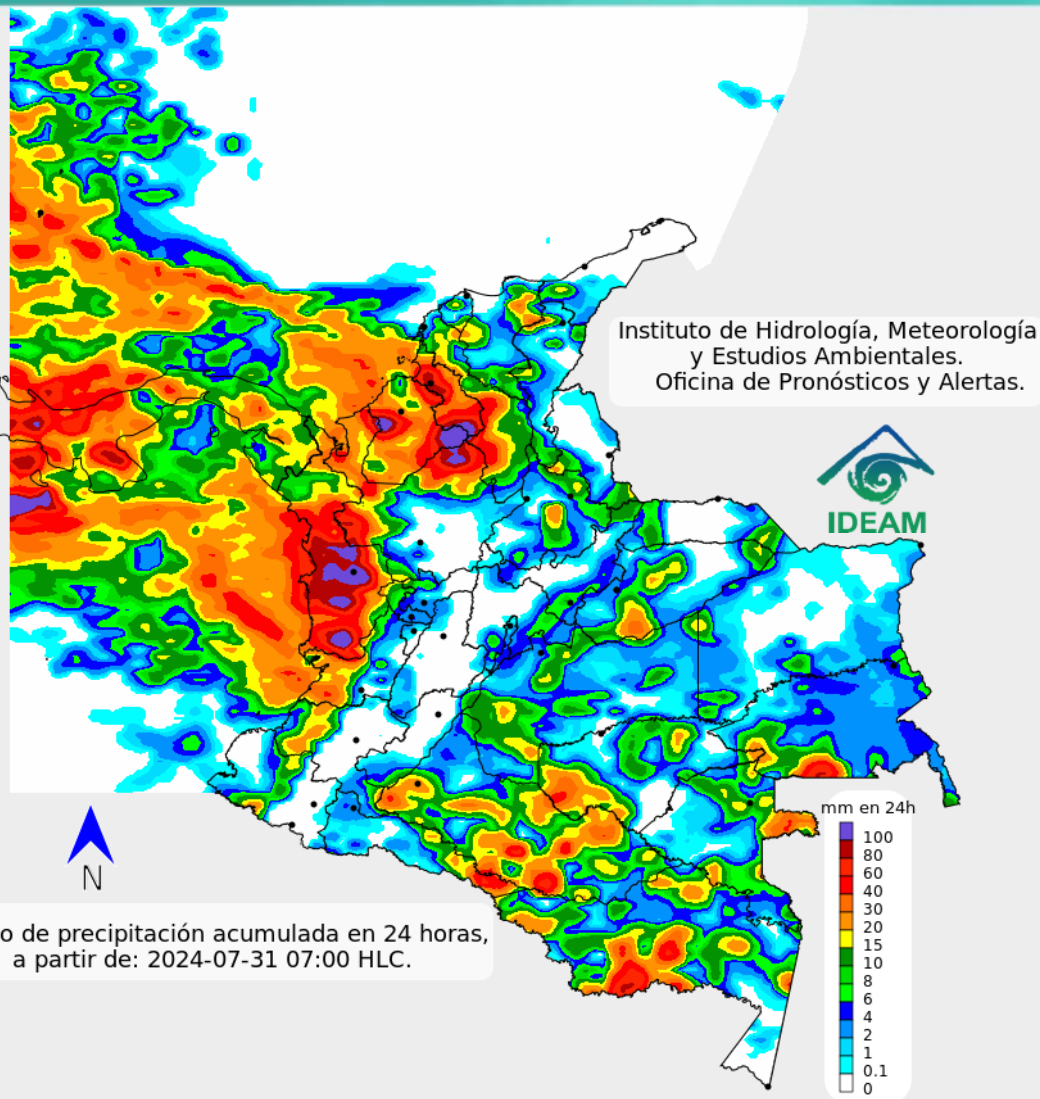 Instituto de Hidrología, Meteorología
y Estudios Ambientales.
Oficina de Pronósticos y Alertas.
IDEAM
mm en 24h
100
80
60
40
30
20
15
10
8
6
4
2
1
0.1
0
N
o de precipitación acumulada en 24 horas,
a partir de: 2024-07-31 07:00 HLC.